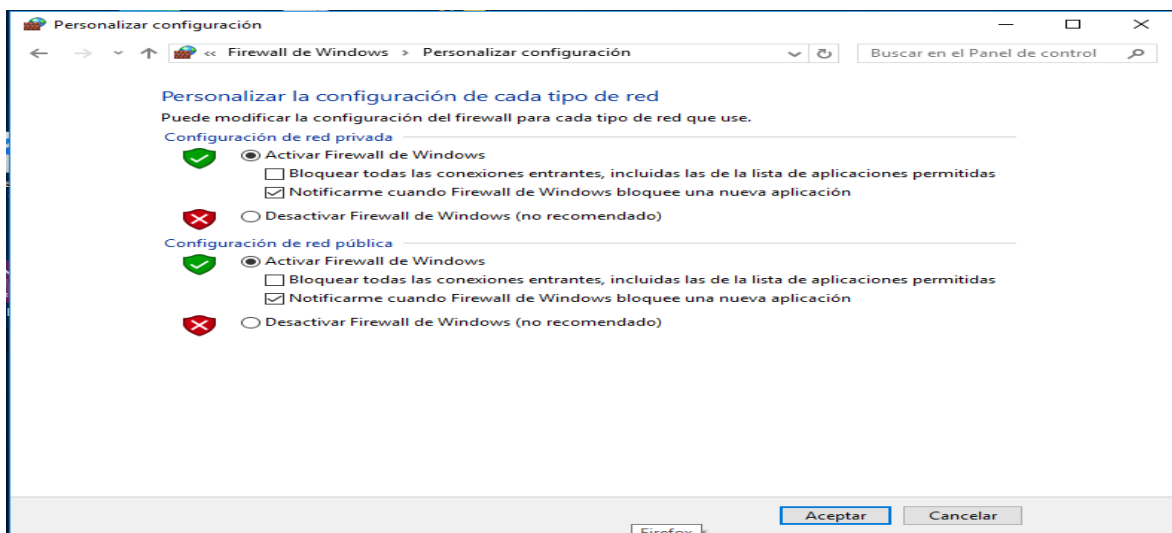 Personalizar configuración
« Firewall de Windows > Personalizar configuración
Buscar en el Panel de control
Personalizar la configuración de cada tipo de red
Puede modificar la configuración del firewall para cada tipo de red que use.
Configuración de red privada
Activar Firewall de Windows
Bloquear todas las conexiones entrantes, incluidas las de la lista de aplicaciones permitidas
Notificarme cuando Firewall de Windows bloquee una nueva aplicación
Desactivar Firewall de Windows (no recomendado)
Configuración de red pública
Activar Firewall de Windows
Bloquear todas las conexiones entrantes, incluidas las de la lista de aplicaciones permitidas
Notificarme cuando Firewall de Windows bloquee una nueva aplicación
Desactivar Firewall de Windows (no recomendado)
Aceptar
Cancelar
Firefox